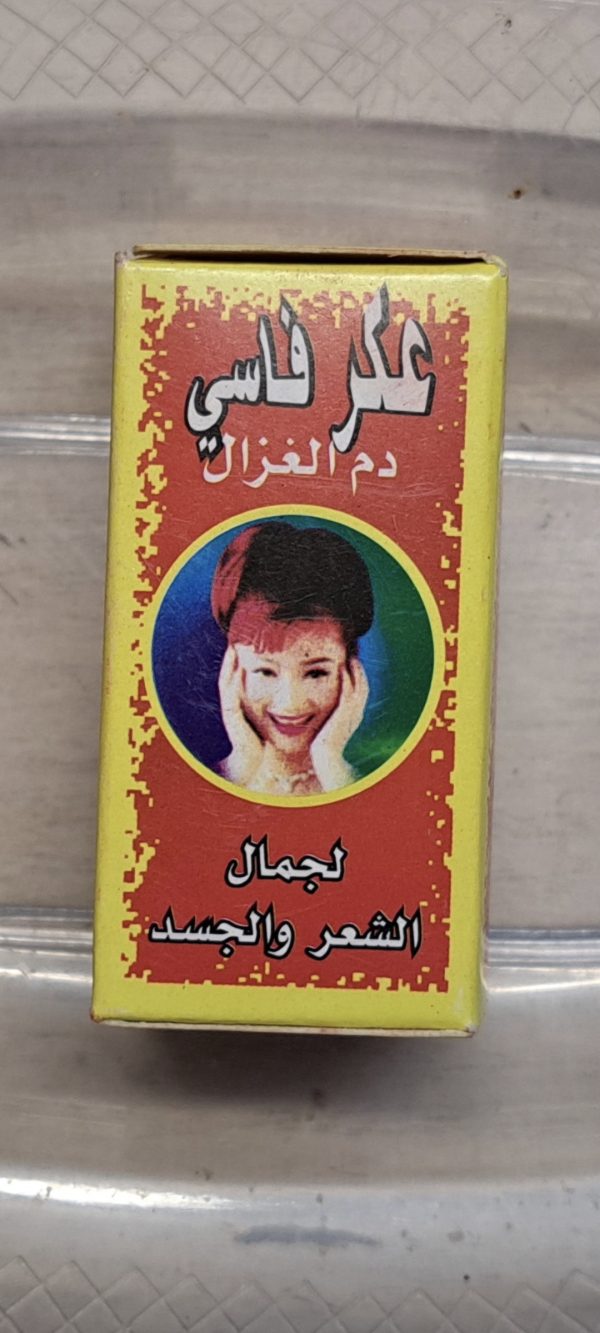 عكر فاسي
دم الغزال
لجمال
الشعر والجسد